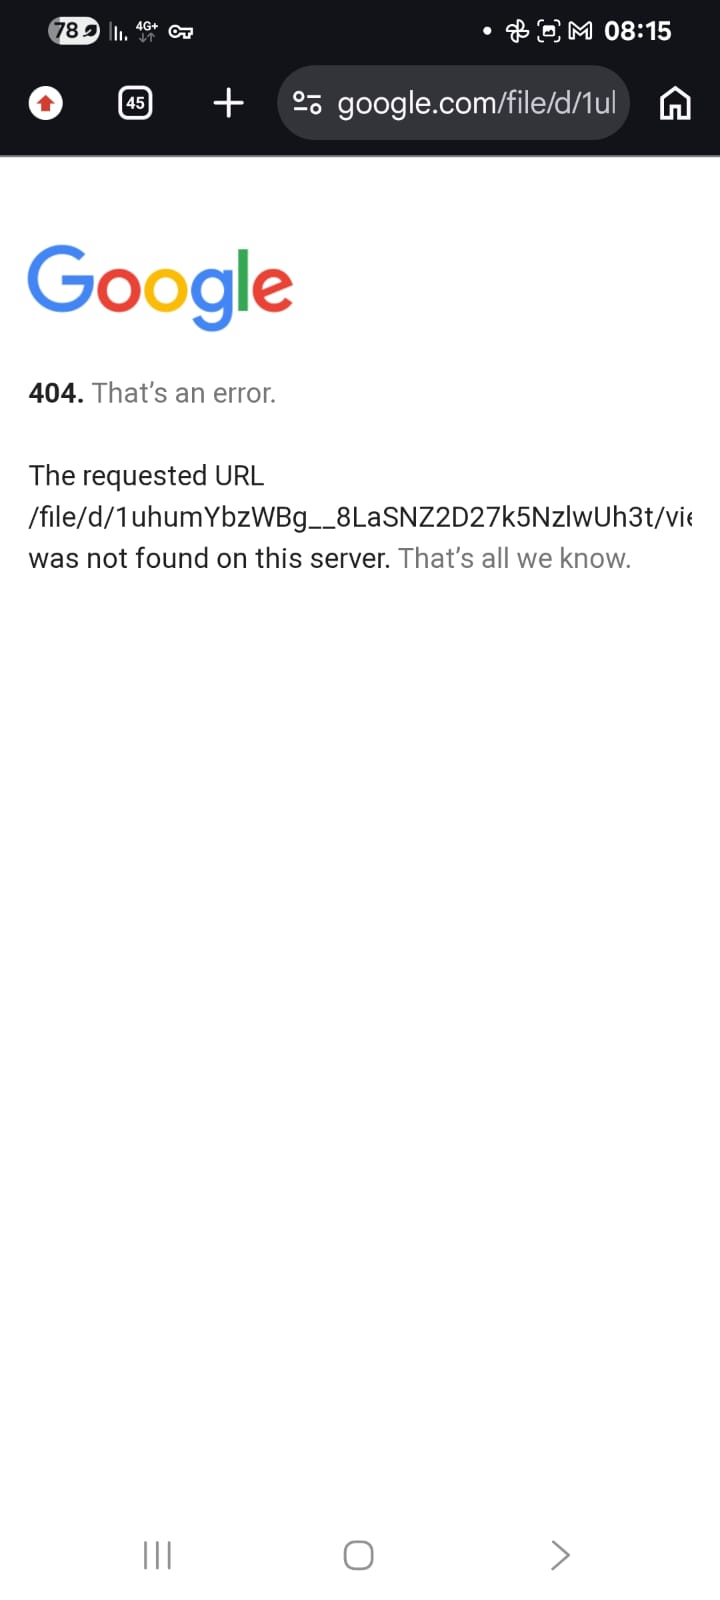 78 4G+ 08:15
45 google.com/file/d/1ul
Google
404. That’s an error.
The requested URL
/file/d/1uhumYbzWBg__8LaSNZ2D27k5NzlwUh3t/vie
was not found on this server. That’s all we know.